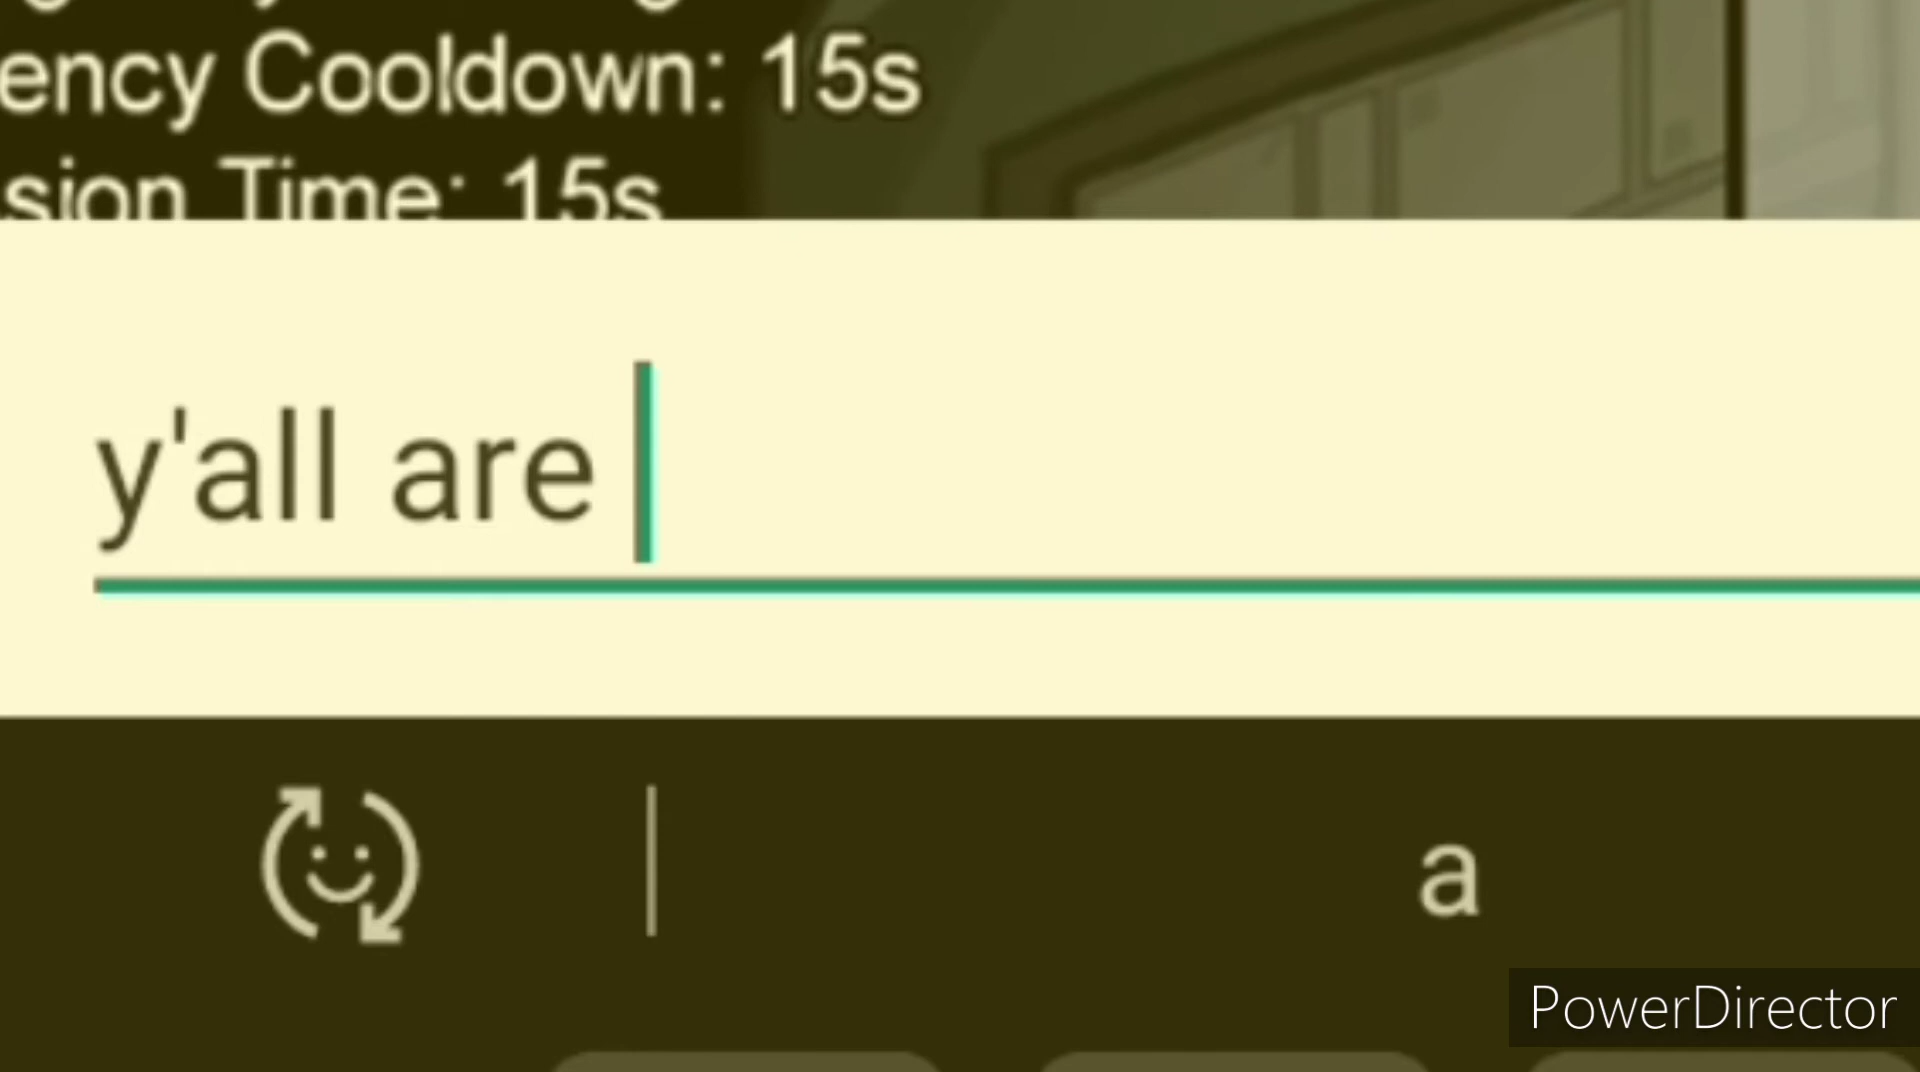 ency Cooldown: 15s
sion Time: 15s
y'all are
a
PowerDirector